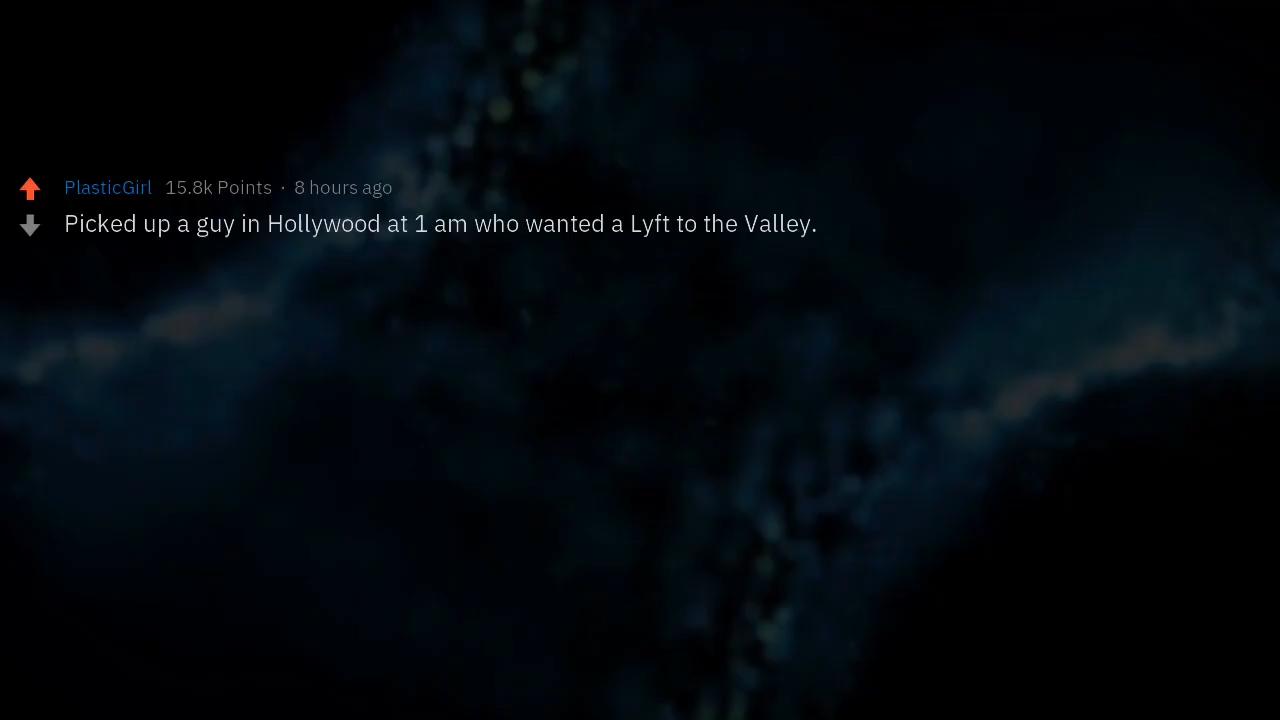 PlasticGirl 15.8k Points · 8 hours ago
Picked up a guy in Hollywood at 1 am who wanted a Lyft to the Valley.